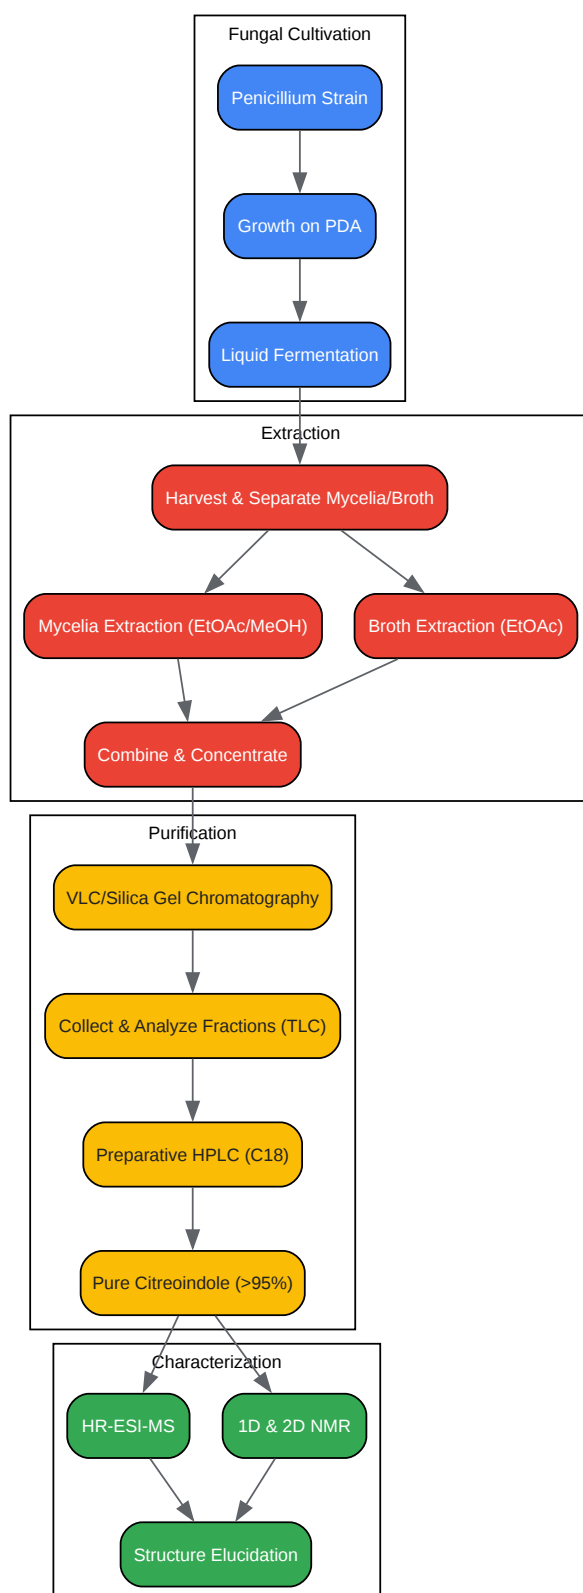 Fungal Cultivation
Penicillium Strain
Growth on PDA
Liquid Fermentation
Extraction
Harvest & Separate Mycelia/Broth
Mycelia Extraction (EtOAc/MeOH)
Broth Extraction (EtOAc)
Combine & Concentrate
Purification
VLC/Silica Gel Chromatography
Collect & Analyze Fractions (TLC)
Preparative HPLC (C18)
Pure Citreoindole (>95%)
Characterization
HR-ESI-MS
1D & 2D NMR
Structure Elucidation